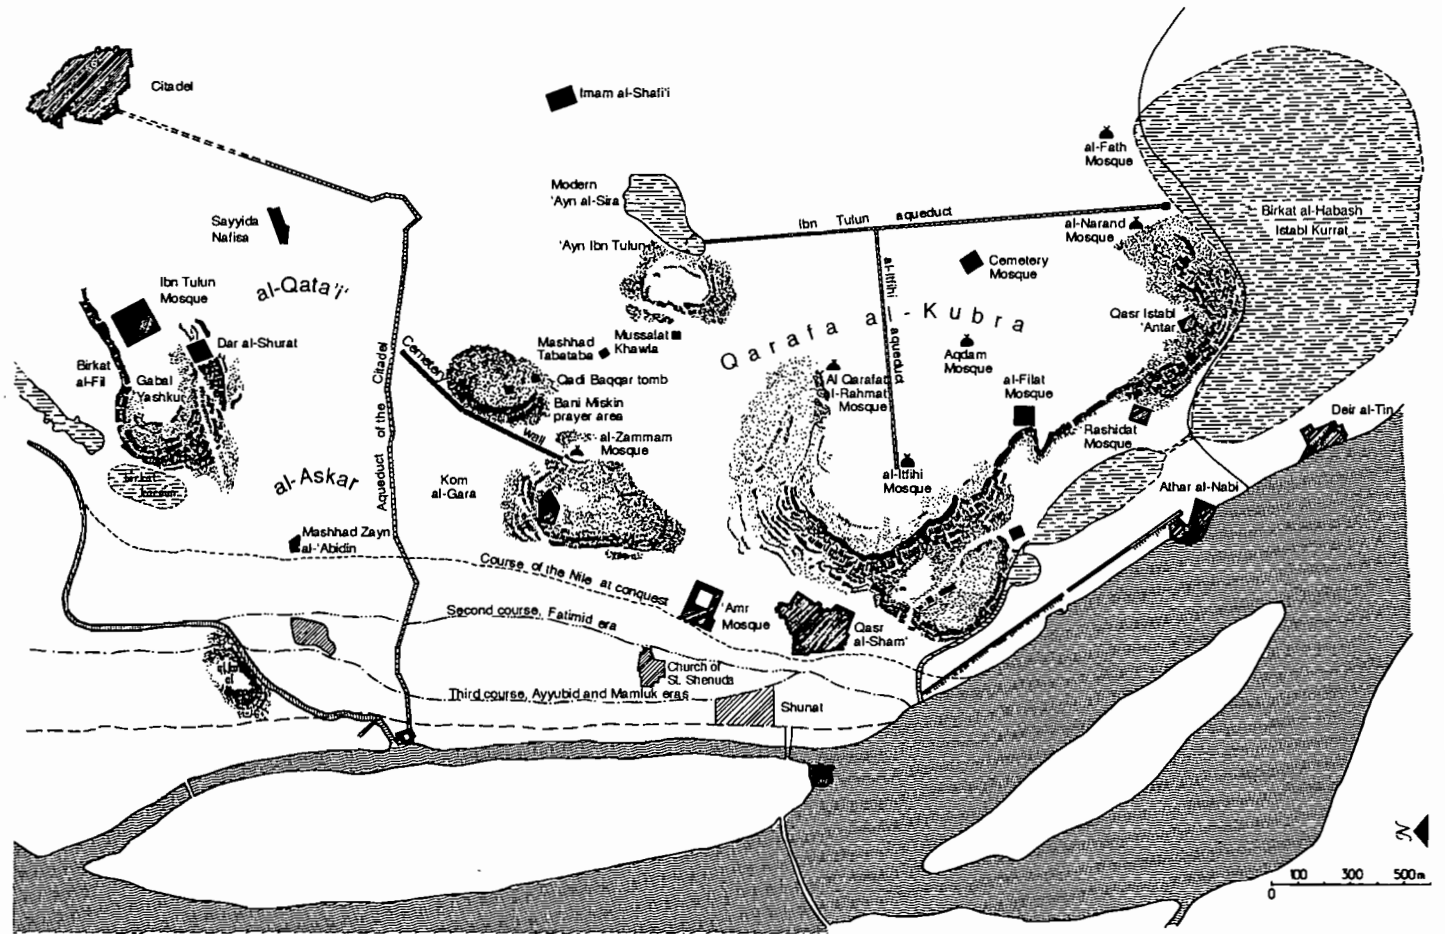 Citadel
Imam al-Shafi'i
al-Fath
Mosque
Modern
'Ayn al-Sira
Sayyida
Nafisa
Ibn Tulun aqueduct
al-Narand
Mosque
Birkat al-Habash
Istabl Kurrat
'Ayn Ibn Tulun
Cemetery
Mosque
al-Itfihi aqueduct
Ibn Tulun
Mosque
al-Qata'i'
Qarafa al-Kubra
Qasr Istabl
'Antar
Dar al-Shurat
Mashhad
Tabataba
Mussalat
Khawla
Aqdam
Mosque
Birkat
al-Fil
Gabal
Yashkur
Cemetery wall
Qadi Baqqar tomb
Al Qarafat
al-Rahmat
Mosque
al-Filat
Mosque
Bani Miskin
prayer area
Rashidat
Mosque
Deir al-Tin
Aqueduct of the Citadel
al-Zammam
Mosque
al-Askar
Kom
al-Gara
al-Itfihi
Mosque
Athar al-Nabi
Mashhad Zayn
al-'Abidin
Course of the Nile at conquest
Second course, Fatimid era
'Amr
Mosque
Qasr
al-Sham'
Church of
St. Shenuda
Third course, Ayyubid and Mamluk eras
Shunat
N
100 300 500m
0